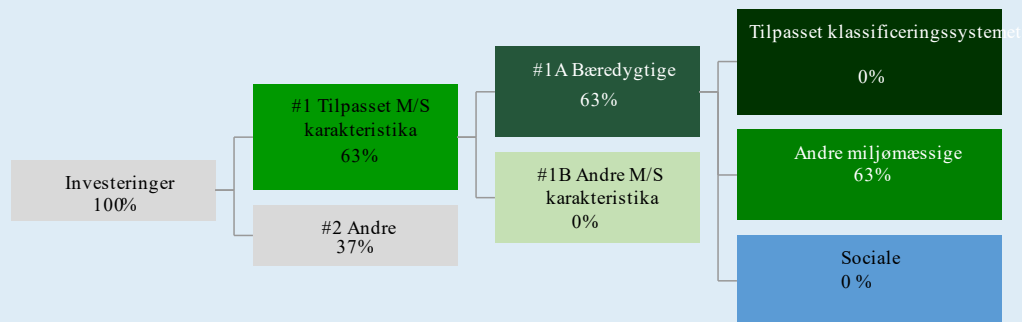 Investeringer
100%
#1 Tilpasset M/S
karakteristika
63%
#2 Andre
37%
#1A Bæredygtige
63%
#1B Andre M/S
karakteristika
0%
Tilpasset klassificeringssystemet
0%
Andre miljømæssige
63%
Sociale
0 %